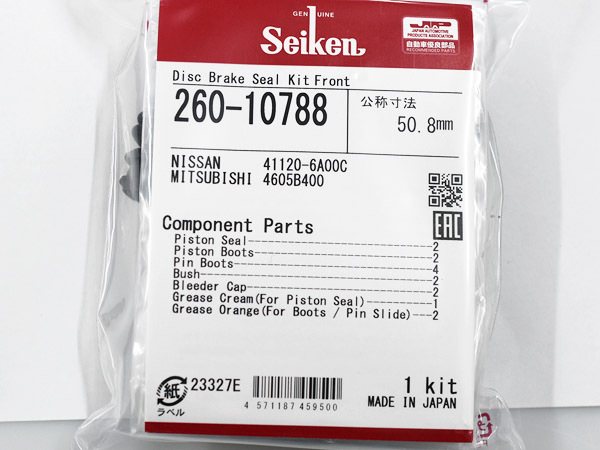 GENUINE
Seiken
JAPAN AUTOMOTIVE
PRODUCTS ASSOCIATION
自動車優良部品
RECOMMENDED PARTS
Disc Brake Seal Kit Front
260-10788
公称寸法
50.8mm
NISSAN 41120-6A00C
MITSUBISHI 4605B400
EAC
Component Parts
Piston Seal------------------------------2
Piston Boots-----------------------------2
Pin Boots--------------------------------4
Bush-------------------------------------2
Bleeder Cap------------------------------2
Grease Cream(For Piston Seal)------------1
Grease Orange(For Boots / Pin Slide)---2
紙
ラベル
23327E
4 571187 459500
1 kit
MADE IN JAPAN